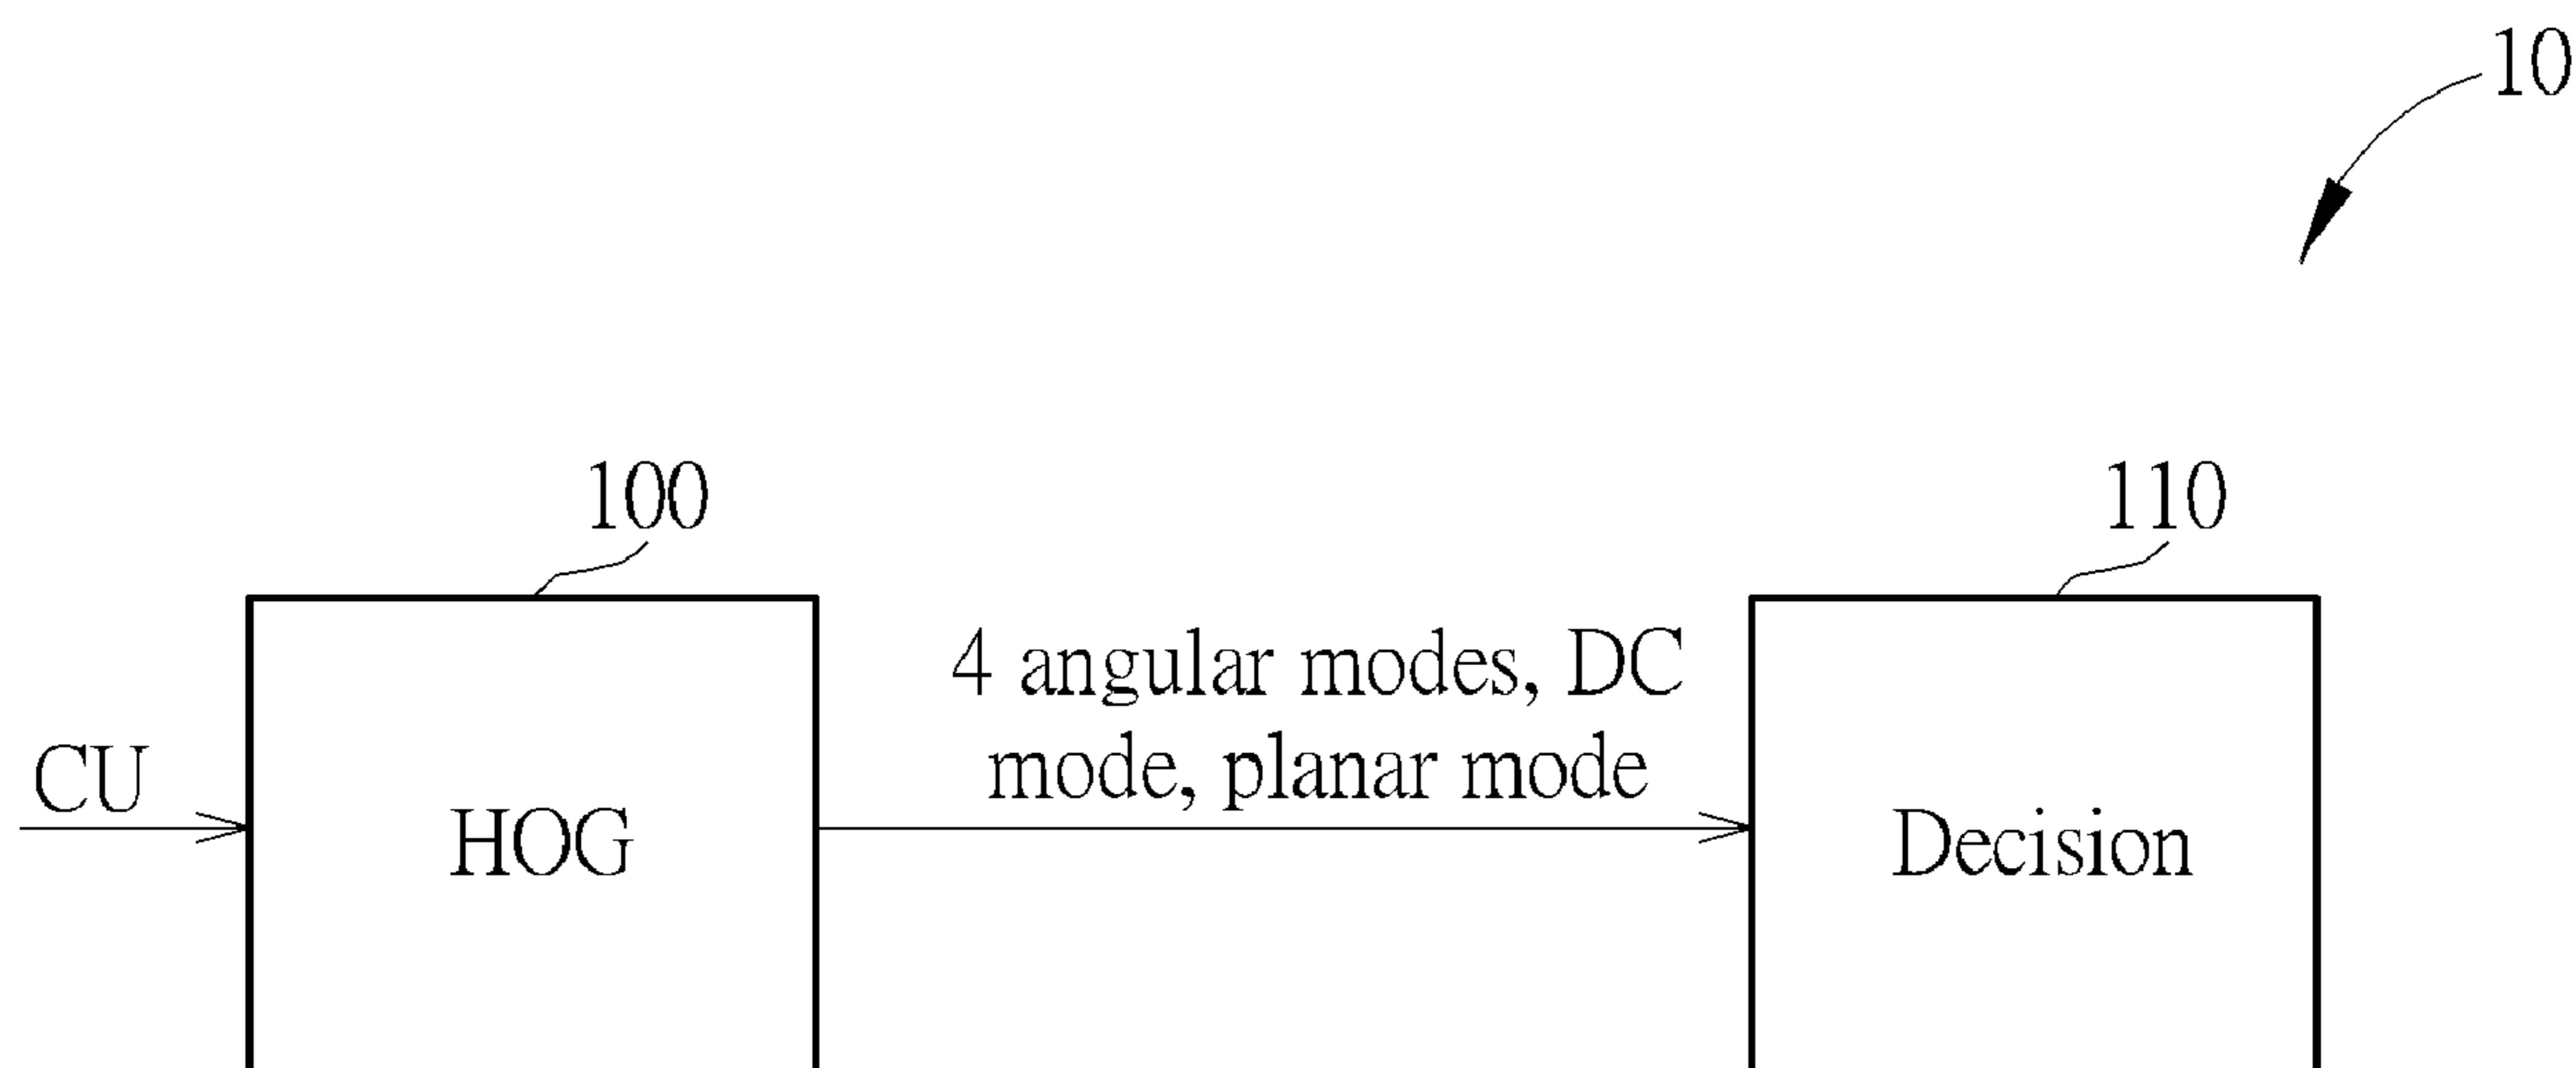 10
100
110
4 angular modes, DC
mode, planar mode
CU
HOG
Decision